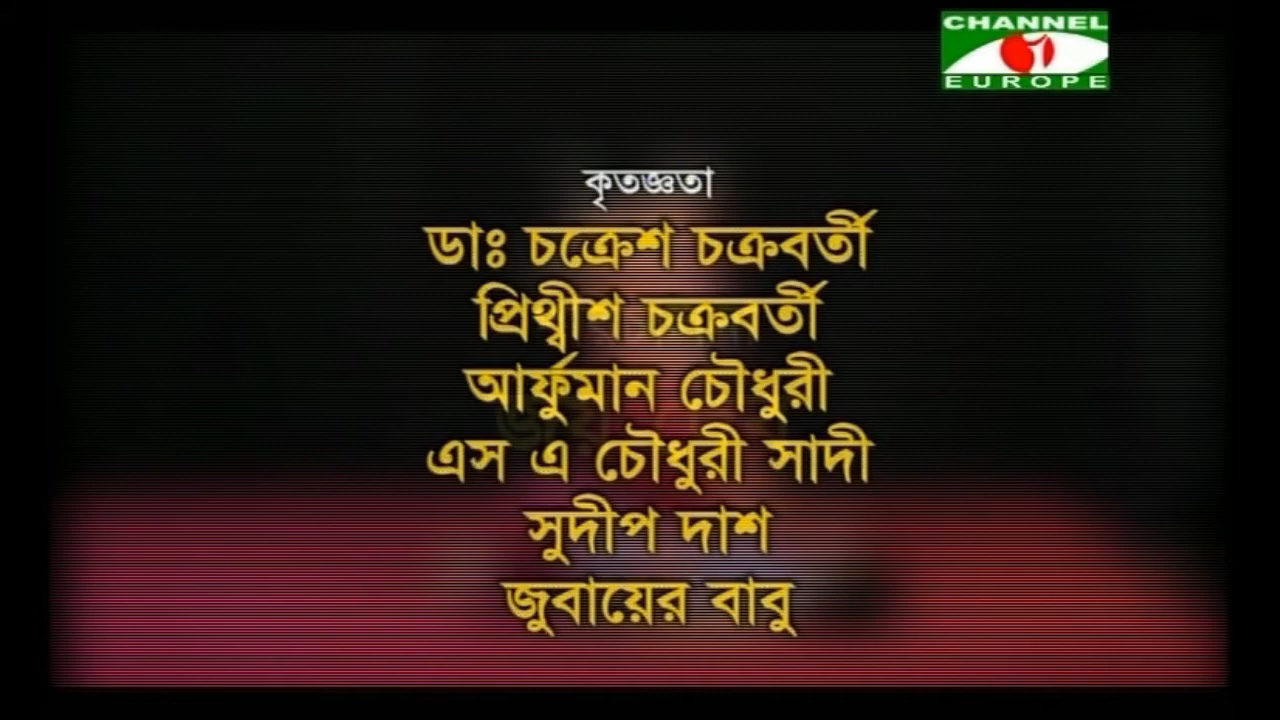 CHANNEL
i
EUROPE
কৃতজ্ঞতা
ডাঃ চক্রেশ চক্রবর্তী
প্রিথ্বীশ চক্রবর্তী
আর্ফুমান চৌধুরী
এস এ চৌধুরী সাদী
সুদীপ দাশ
জুবায়ের বাবু